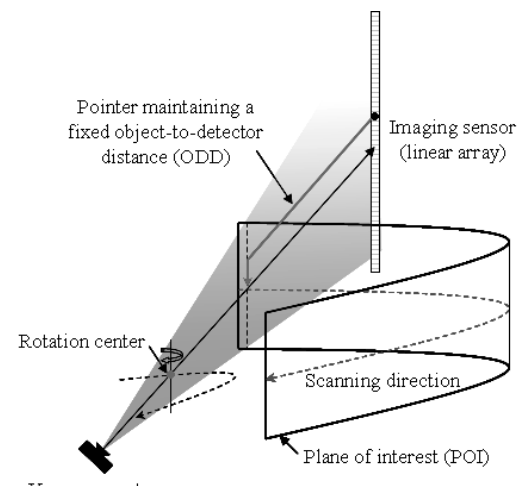 Pointer maintaining a
fixed object-to-detector
distance (ODD)
Imaging sensor
(linear array)
Rotation center
Scanning direction
Plane of interest (POI)